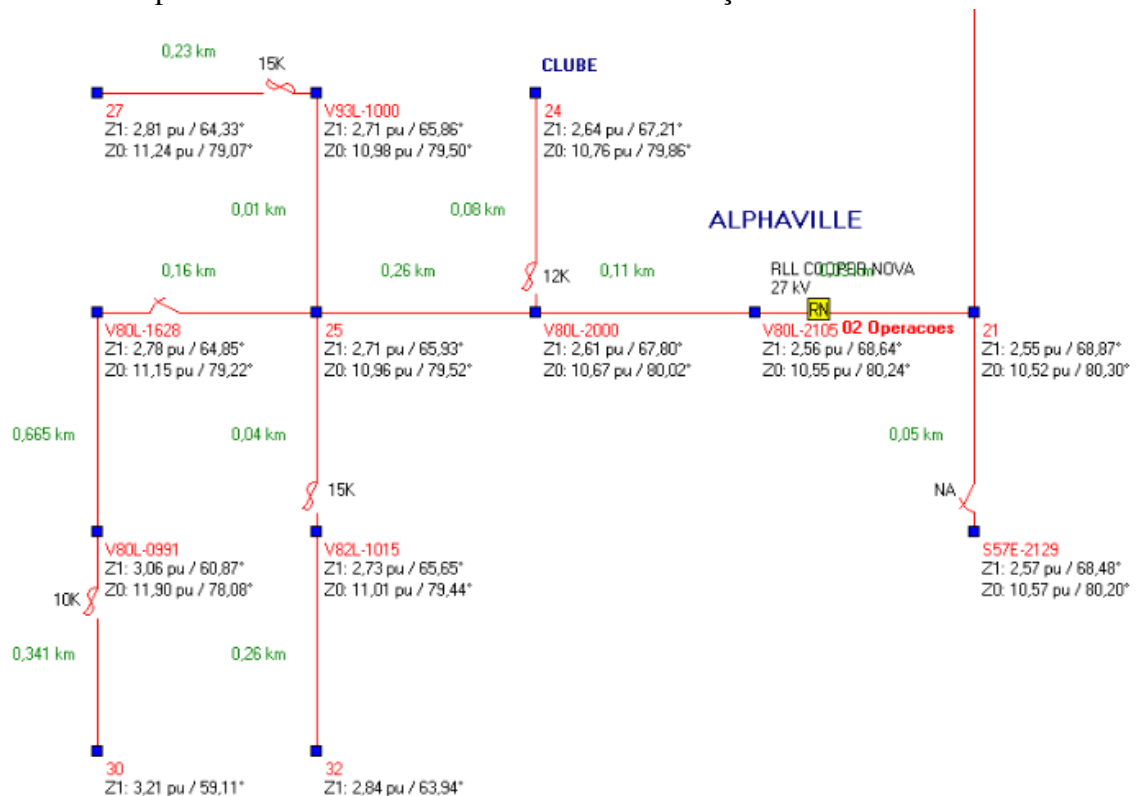 0,23 km
15K
CLUBE
27
Z1: 2,81 pu / 64,33°
Z0: 11,24 pu / 79,07°
V93L-1000
Z1: 2,71 pu / 65,86°
Z0: 10,98 pu / 79,50°
24
Z1: 2,64 pu / 67,21°
Z0: 10,76 pu / 79,86°
0,01 km
0,08 km
ALPHAVILLE
0,16 km
0,26 km
12K
0,11 km
RLL COOPER NOVA
27 kV
RN
V80L-1628
Z1: 2,78 pu / 64,85°
Z0: 11,15 pu / 79,22°
25
Z1: 2,71 pu / 65,93°
Z0: 10,96 pu / 79,52°
V80L-2000
Z1: 2,61 pu / 67,80°
Z0: 10,67 pu / 80,02°
V80L-2105
02 Operacoes
Z1: 2,56 pu / 68,64°
Z0: 10,55 pu / 80,24°
21
Z1: 2,55 pu / 68,87°
Z0: 10,52 pu / 80,30°
0,665 km
0,04 km
0,05 km
15K
NA
V80L-0991
Z1: 3,06 pu / 60,87°
Z0: 11,90 pu / 78,08°
V82L-1015
Z1: 2,73 pu / 65,65°
Z0: 11,01 pu / 79,44°
S57E-2129
Z1: 2,57 pu / 68,48°
Z0: 10,57 pu / 80,20°
10K
0,341 km
0,26 km
30
Z1: 3,21 pu / 59,11°
32
Z1: 2,84 pu / 63,94°